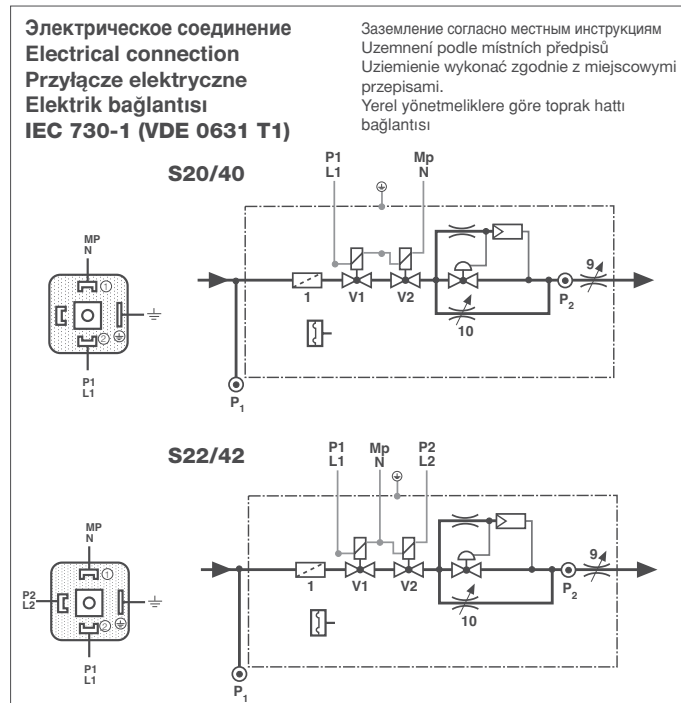 Электрическое соединение
Electrical connection
Przyłącze elektryczne
Elektrik bağlantısı
IEC 730-1 (VDE 0631 T1)
Заземление согласно местным инструкциям
Uzemnení podle místních předpisů
Uziemienie wykonać zgodnie z miejscowymi
przepisami.
Yerel yönetmeliklere göre toprak hattı
bağlantısı
S20/40
P1
L1
Mp
N
MP
N
1
2
P1
L1
1
V1
V2
9
P2
10
P1
S22/42
P1
L1
Mp
N
P2
L2
MP
N
P2
L2
1
2
P1
L1
1
V1
V2
9
P2
10
P1